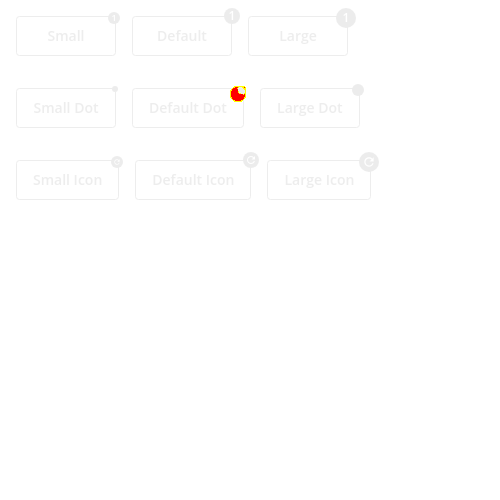 Small 1 Default 1 Large 1
Small Dot Default Dot Large Dot
Small Icon Default Icon Large Icon